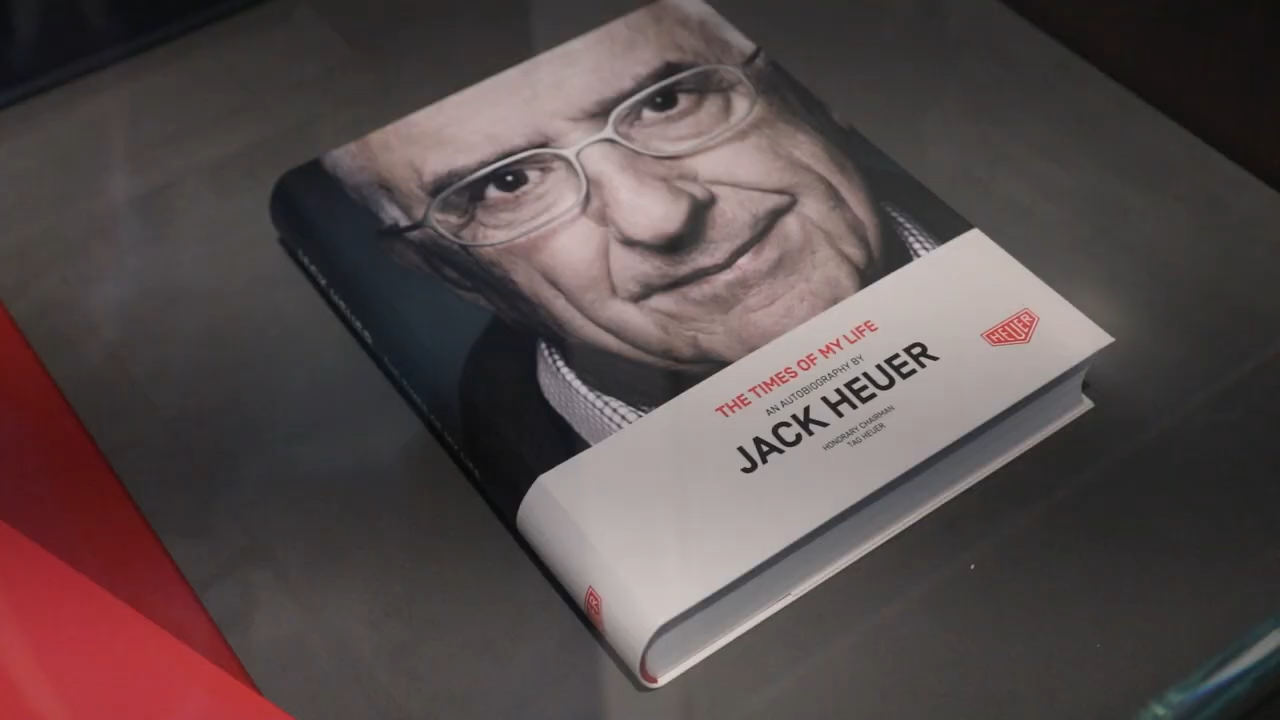 THE TIMES OF MY LIFE
AN AUTOBIOGRAPHY BY
JACK HEUER
HONORARY CHAIRMAN
TAG HEUER
HEUER